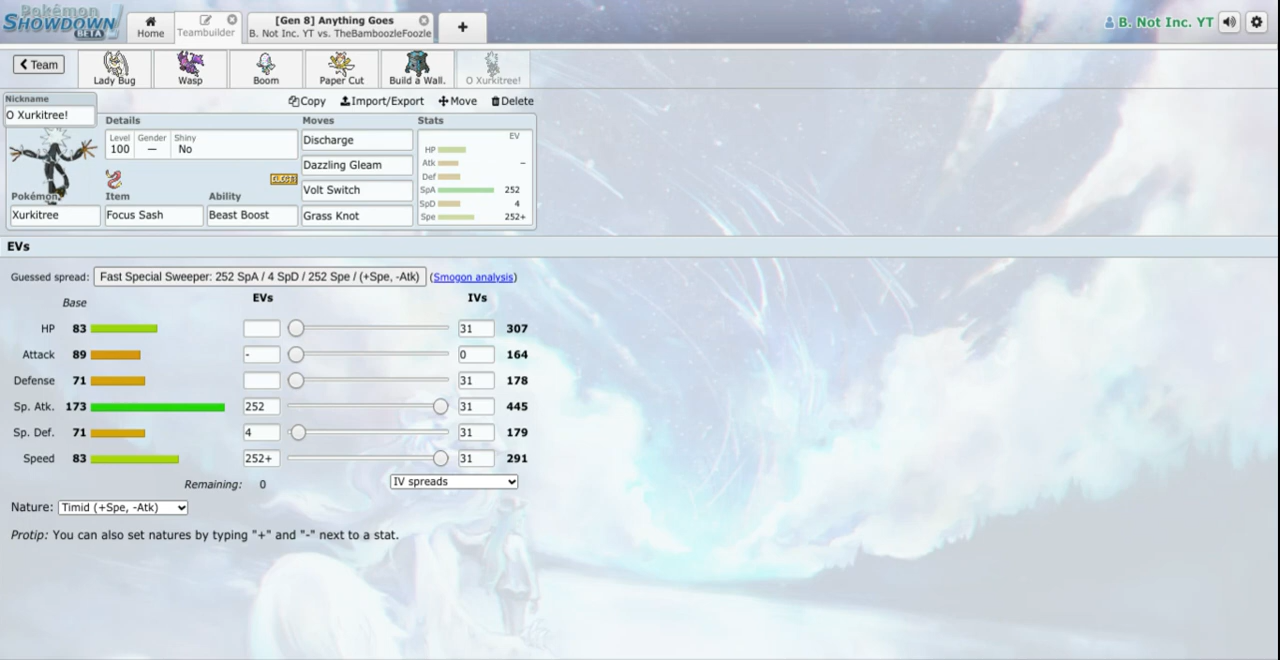 Pokémon
SHOWDOWN!
BETA
Home
Teambuilder
[Gen 8] Anything Goes
B. Not Inc. YT vs. TheBamboozleFoozle
+
B. Not Inc. YT
Team
Lady Bug
Wasp
Boom
Paper Cut
Build a Wall.
O Xurkitree!
Nickname
O Xurkitree!
Copy
Import/Export
Move
Delete
Details
Level
100
Gender
—
Shiny
No
Pokémon
Xurkitree
Item
Focus Sash
ELECTR
Ability
Beast Boost
Moves
Discharge
Dazzling Gleam
Volt Switch
Grass Knot
Stats
EV
HP
Atk –
Def
SpA 252
SpD 4
Spe 252+
EVs
Guessed spread: Fast Special Sweeper: 252 SpA / 4 SpD / 252 Spe / (+Spe, -Atk) (Smogon analysis)
Base EVs IVs
HP 83 31 307
Attack 89 - 0 164
Defense 71 31 178
Sp. Atk. 173 252 31 445
Sp. Def. 71 4 31 179
Speed 83 252+ 31 291
Remaining: 0
IV spreads
Nature: Timid (+Spe, -Atk)
Protip: You can also set natures by typing "+" and "-" next to a stat.